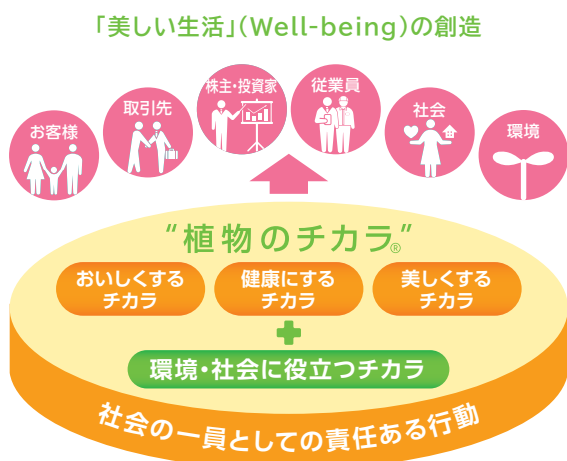 「美しい生活」(Well-being)の創造
お客様
取引先
株主・投資家
従業員
社会
環境
“植物のチカラ®”
おいしくする
チカラ
健康にする
チカラ
美しくする
チカラ
環境・社会に役立つチカラ
社会の一員としての責任ある行動